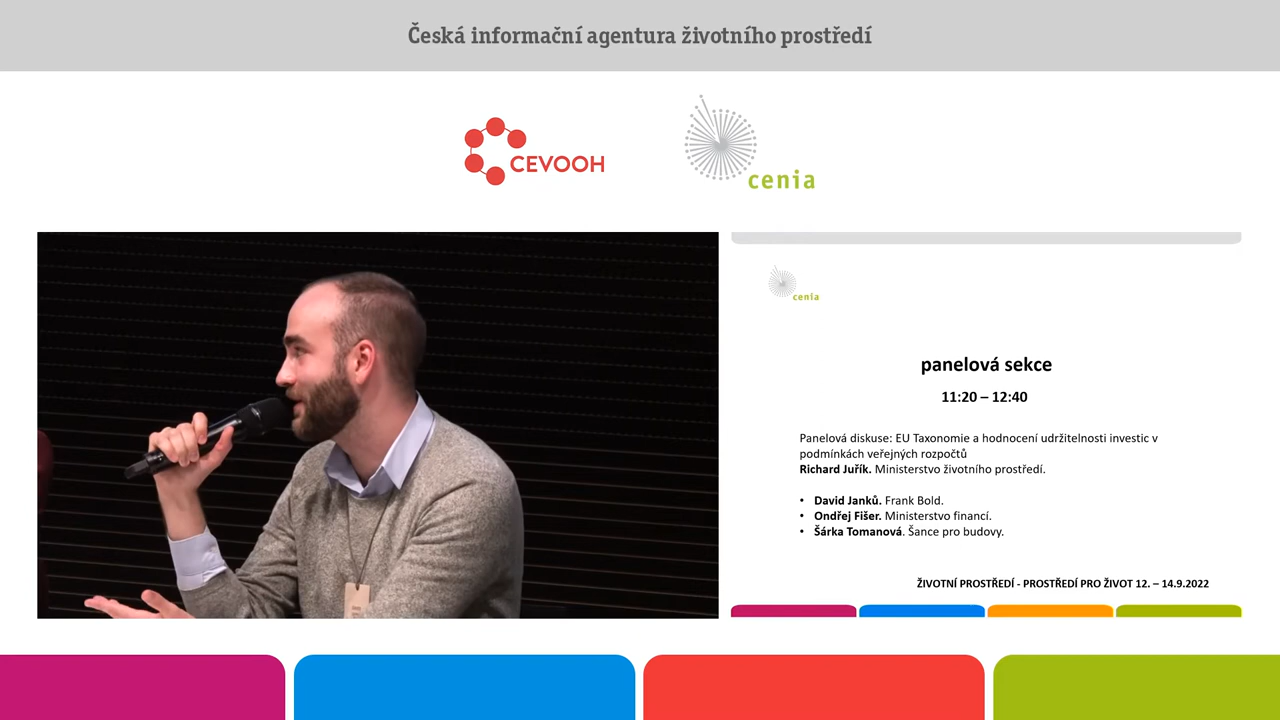 Česká informační agentura životního prostředí
CEVOOH
cenia
cenia
panelová sekce
11:20 – 12:40
Panelová diskuse: EU Taxonomie a hodnocení udržitelnosti investic v
podmínkách veřejných rozpočtů
Richard Juřík. Ministerstvo životního prostředí.
• David Janků. Frank Bold.
• Ondřej Fišer. Ministerstvo financí.
• Šárka Tomanová. Šance pro budovy.
ŽIVOTNÍ PROSTŘEDÍ - PROSTŘEDÍ PRO ŽIVOT 12. – 14.9.2022